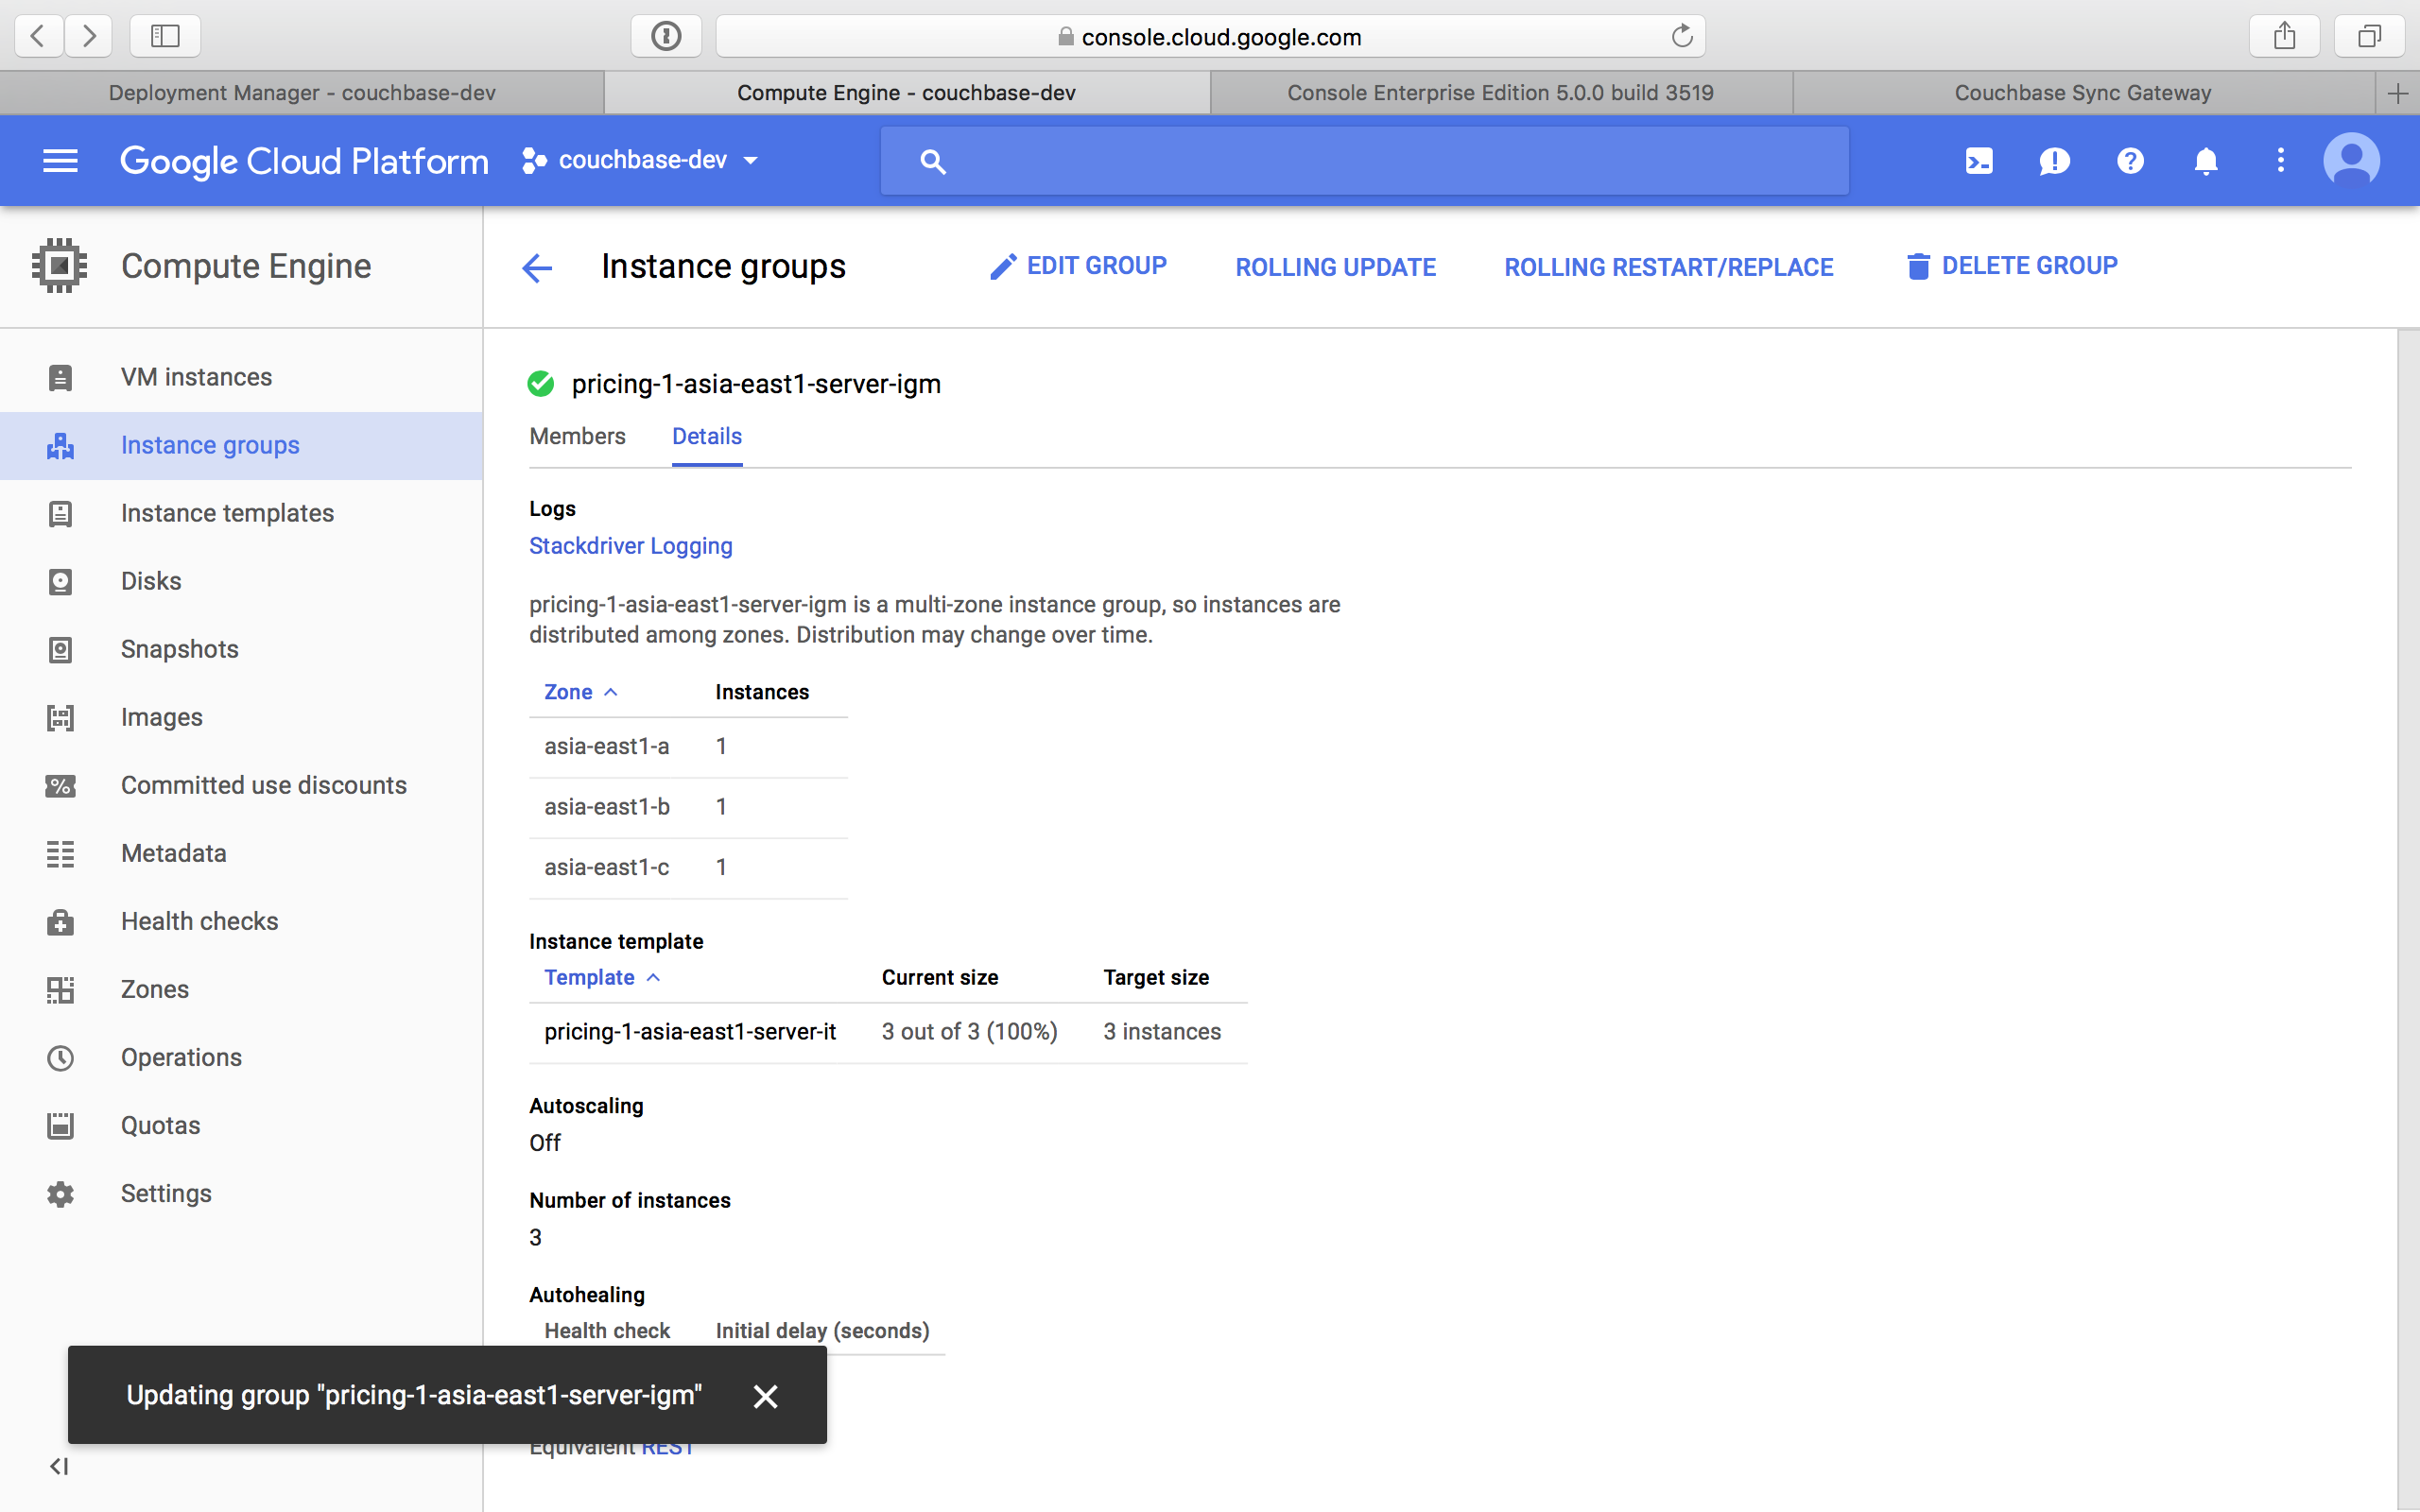 console.cloud.google.com
Deployment Manager - couchbase-dev
Compute Engine - couchbase-dev
Console Enterprise Edition 5.0.0 build 3519
Couchbase Sync Gateway
Google Cloud Platform
couchbase-dev
Compute Engine
Instance groups
EDIT GROUP
ROLLING UPDATE
ROLLING RESTART/REPLACE
DELETE GROUP
VM instances
Instance groups
Instance templates
Disks
Snapshots
Images
Committed use discounts
Metadata
Health checks
Zones
Operations
Quotas
Settings
pricing-1-asia-east1-server-igm
Members Details
Logs
Stackdriver Logging
pricing-1-asia-east1-server-igm is a multi-zone instance group, so instances are
distributed among zones. Distribution may change over time.
Zone Instances
asia-east1-a 1
asia-east1-b 1
asia-east1-c 1
Instance template
Template Current size Target size
pricing-1-asia-east1-server-it 3 out of 3 (100%) 3 instances
Autoscaling
Off
Number of instances
3
Autohealing
Health check Initial delay (seconds)
Updating group "pricing-1-asia-east1-server-igm"
Equivalent REST